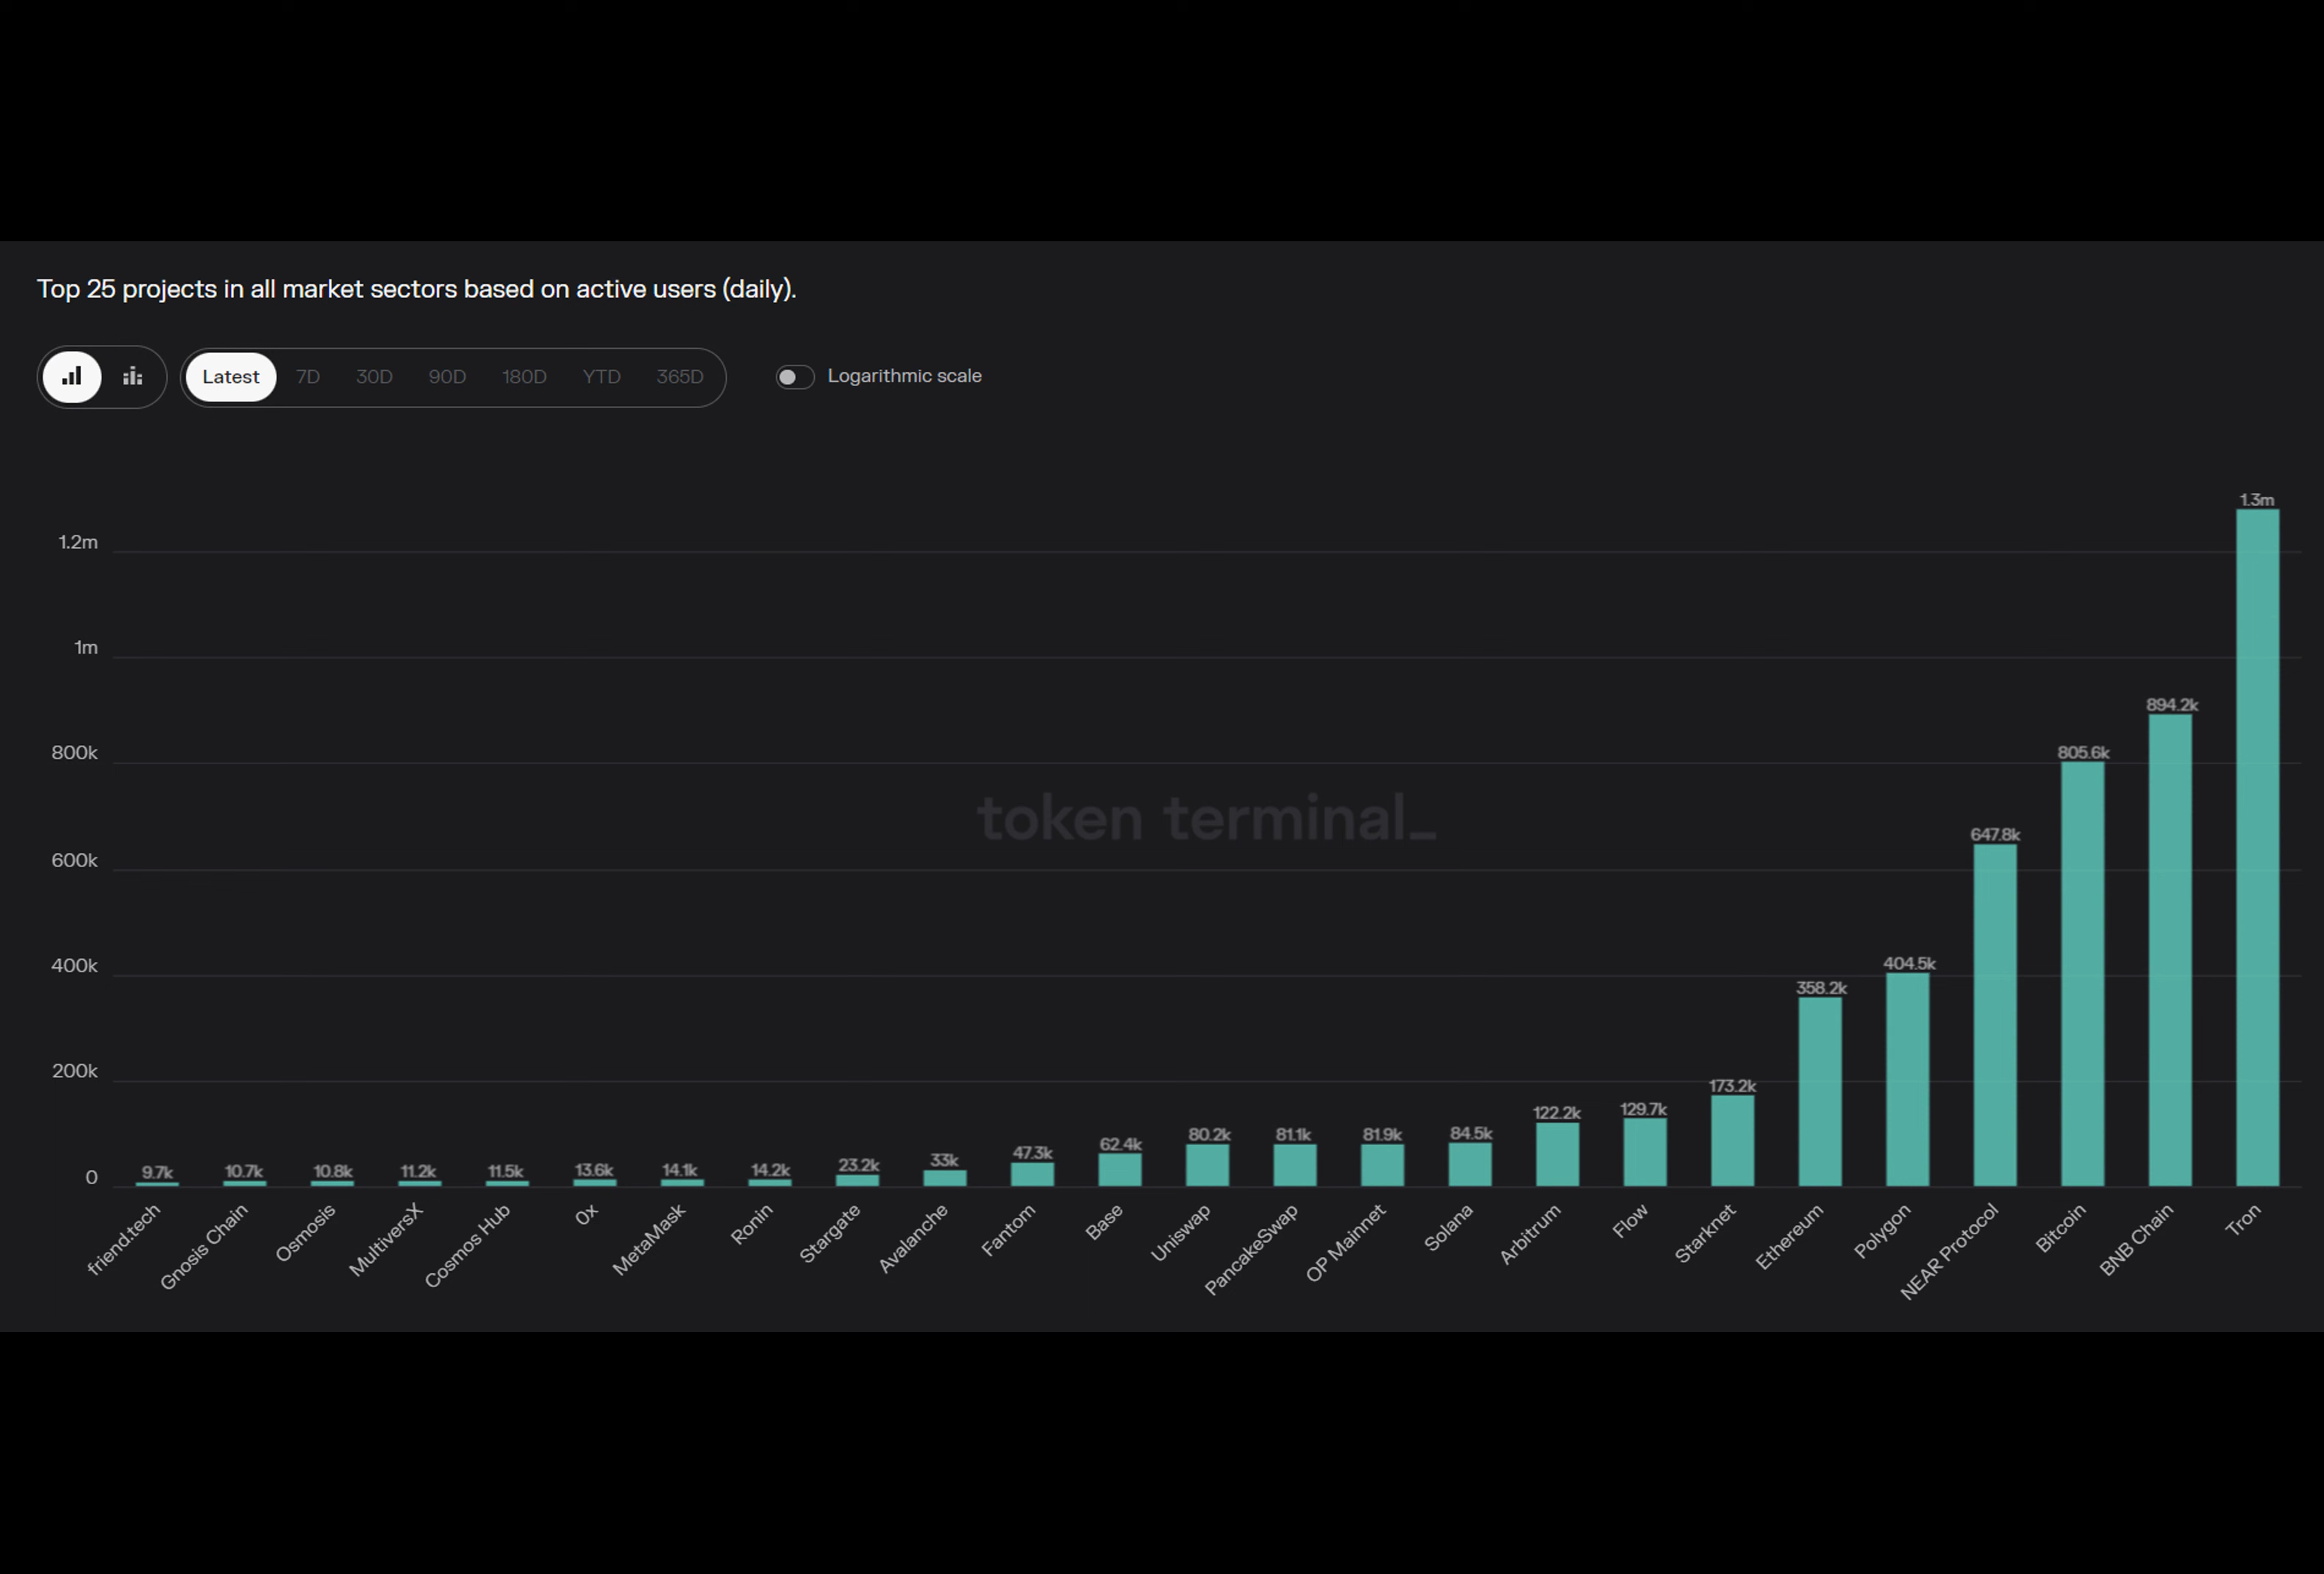 Top 25 projects in all market sectors based on active users (daily).
Latest 7D 30D 90D 180D YTD 365D Logarithmic scale
1.2m
1m
800k
600k
400k
200k
0
token terminal_
9.7k 10.7k 10.8k 11.2k 11.5k 13.6k 14.1k 14.2k 23.2k 33k 47.3k 62.4k 80.2k 81.1k 81.9k 84.5k 122.2k 129.7k 173.2k 358.2k 404.5k 647.8k 805.6k 894.2k 1.3m
friend.tech
Gnosis Chain
Osmosis
MultiversX
Cosmos Hub
0x
MetaMask
Ronin
Stargate
Avalanche
Fantom
Base
Uniswap
PancakeSwap
OP Mainnet
Solana
Arbitrum
Flow
Starknet
Ethereum
Polygon
NEAR Protocol
Bitcoin
BNB Chain
Tron